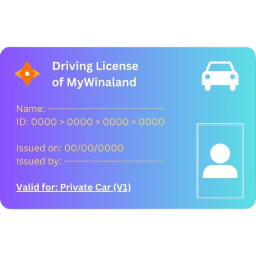 Driving License
of MyWinaland
Name: --------------------------------
ID: 0000 > 0000 > 0000 > 0000
Issued on: 00/00/0000
Issued by: ---------------------------
Valid for: Private Car (V1)